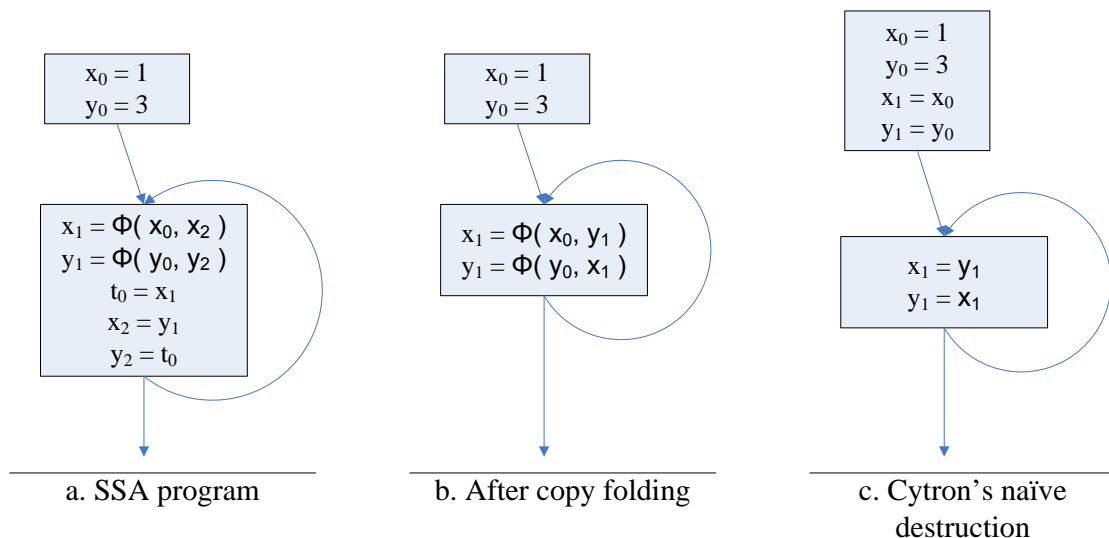 x₀ = 1
y₀ = 3
x₁ = Φ( x₀, x₂ )
y₁ = Φ( y₀, y₂ )
t₀ = x₁
x₂ = y₁
y₂ = t₀
a. SSA program
x₀ = 1
y₀ = 3
x₁ = Φ( x₀, y₁ )
y₁ = Φ( y₀, x₁ )
b. After copy folding
x₀ = 1
y₀ = 3
x₁ = x₀
y₁ = y₀
x₁ = y₁
y₁ = x₁
c. Cytron’s naïve
destruction